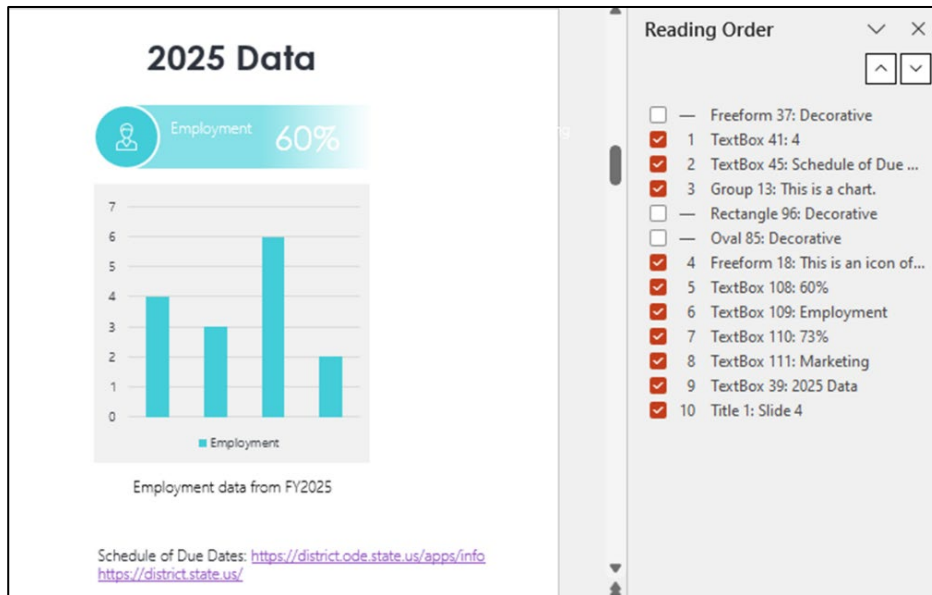 2025 Data
Employment
60%
7
6
5
4
3
2
1
0
Employment
Employment data from FY2025
Schedule of Due Dates: https://district.ode.state.us/apps/info
https://district.state.us/
Reading Order
— Freeform 37: Decorative
1 TextBox 41: 4
2 TextBox 45: Schedule of Due ...
3 Group 13: This is a chart.
— Rectangle 96: Decorative
— Oval 85: Decorative
4 Freeform 18: This is an icon of...
5 TextBox 108: 60%
6 TextBox 109: Employment
7 TextBox 110: 73%
8 TextBox 111: Marketing
9 TextBox 39: 2025 Data
10 Title 1: Slide 4